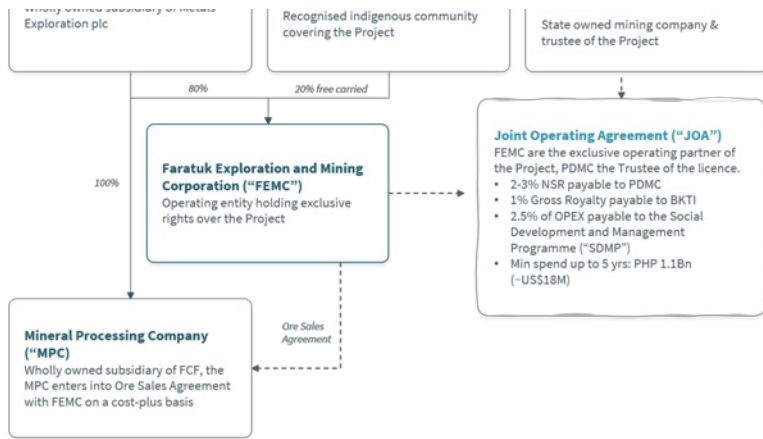 Wholly owned subsidiary of Metals
Exploration plc
Recognised indigenous community
covering the Project
State owned mining company &
trustee of the Project
80%
20% free carried
100%
Faratuk Exploration and Mining
Corporation (“FEMC”)
Operating entity holding exclusive
rights over the Project
Joint Operating Agreement (“JOA”)
FEMC are the exclusive operating partner of
the Project, PDMC the Trustee of the licence.
• 2-3% NSR payable to PDMC
• 1% Gross Royalty payable to BKTI
• 2.5% of OPEX payable to the Social
Development and Management
Programme (“SDMP”)
• Min spend up to 5 yrs: PHP 1.1Bn
(~US$18M)
Ore Sales
Agreement
Mineral Processing Company
(“MPC)
Wholly owned subsidiary of FCF, the
MPC enters into Ore Sales Agreement
with FEMC on a cost-plus basis